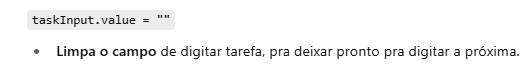 taskInput.value = ""
• Limpa o campo de digitar tarefa, pra deixar pronto pra digitar a próxima.